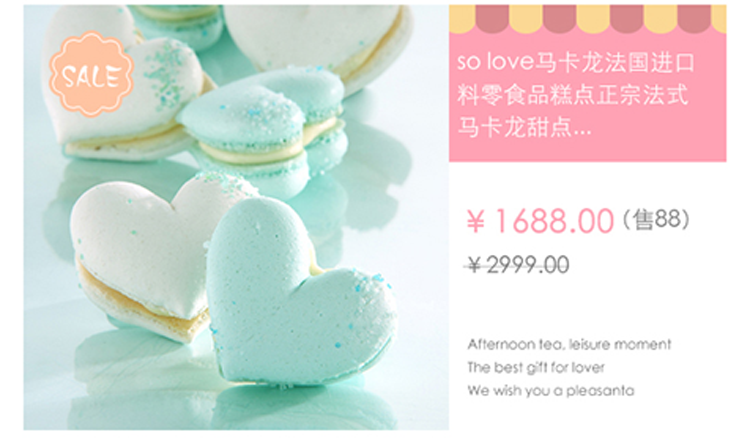 SALE
so love马卡龙法国进口
料零食品糕点正宗法式
马卡龙甜点...
￥1688.00（售88）
￥2999.00
Afternoon tea, leisure moment
The best gift for lover
We wish you a pleasanta